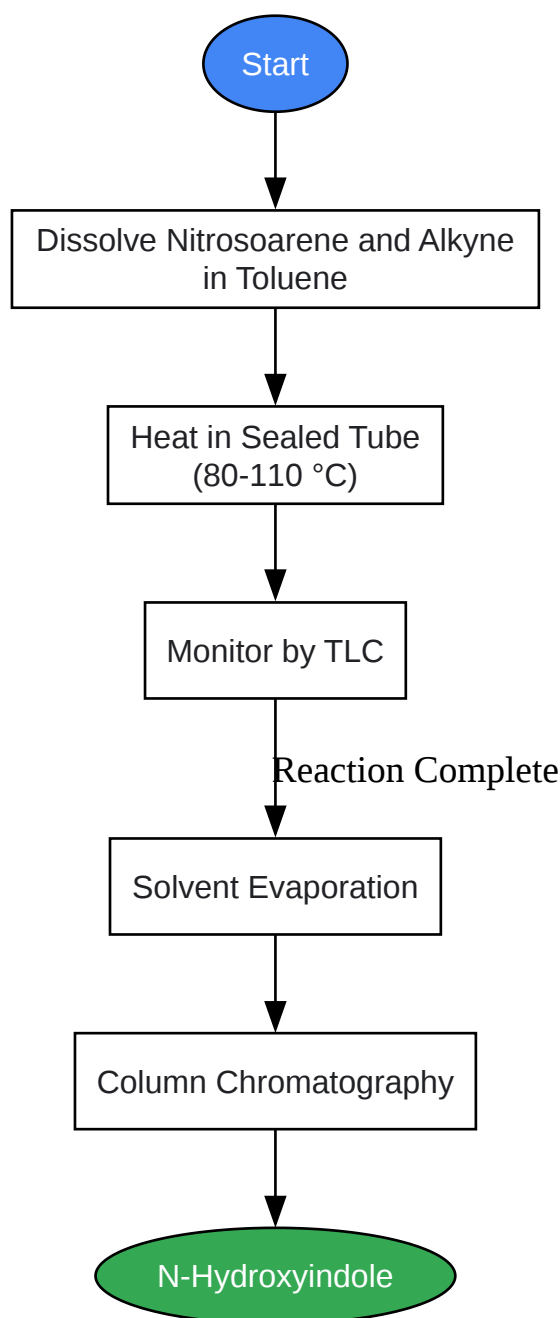 Start
Dissolve Nitrosoarene and Alkyne
in Toluene
Heat in Sealed Tube
(80-110 °C)
Monitor by TLC
Reaction Complete
Solvent Evaporation
Column Chromatography
N-Hydroxyindole